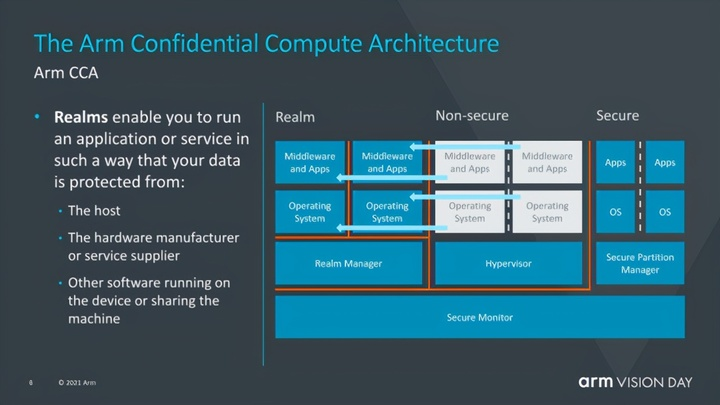 The Arm Confidential Compute Architecture
Arm CCA
• Realms enable you to run
an application or service in
such a way that your data
is protected from:
• The host
• The hardware manufacturer
or service supplier
• Other software running on
the device or sharing the
machine
Realm
Non-secure
Secure
Middleware
and Apps
Middleware
and Apps
Middleware
and Apps
Middleware
and Apps
Apps
Apps
Operating
System
Operating
System
Operating
System
Operating
System
OS
OS
Realm Manager
Hypervisor
Secure Partition
Manager
Secure Monitor
8
© 2021 Arm
arm VISION DAY